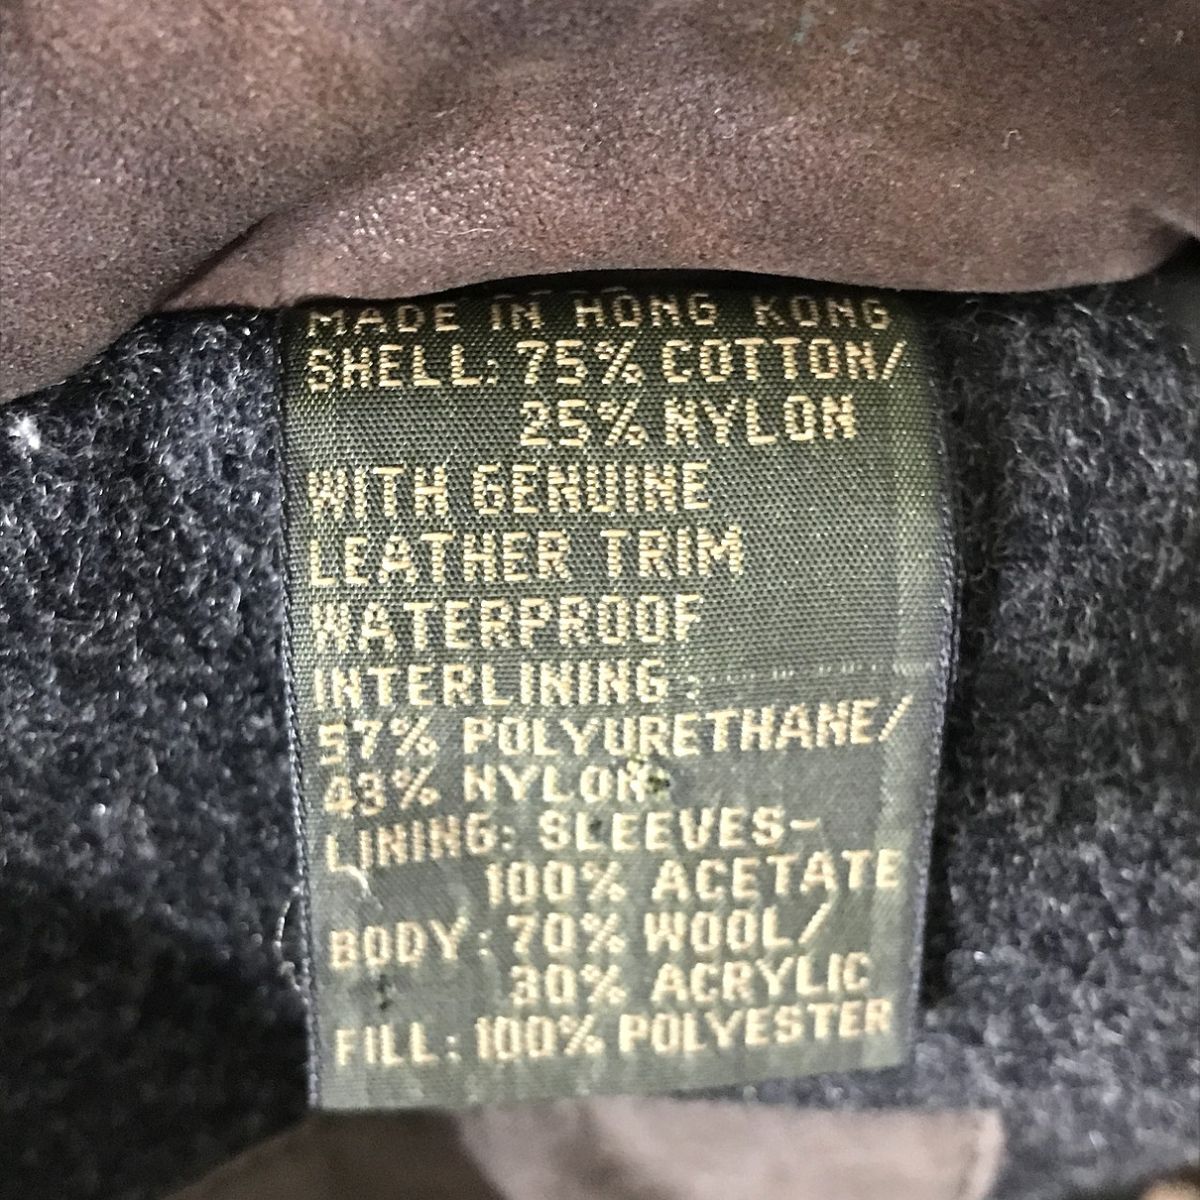 MADE IN HONG KONG
SHELL: 75% COTTON/
25% NYLON
WITH GENUINE
LEATHER TRIM
WATERPROOF
INTERLINING:
57% POLYURETHANE/
43% NYLON
LINING: SLEEVES-
100% ACETATE
BODY: 70% WOOL/
30% ACRYLIC
FILL: 100% POLYESTER